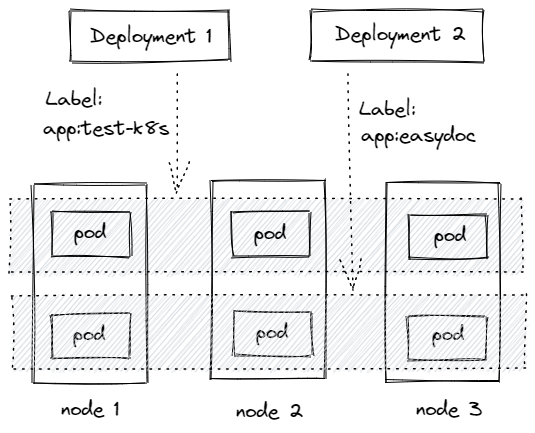 Deployment 1
Deployment 2
Label:
app:test-k8s
Label:
app:easydoc
pod
pod
pod
pod
pod
pod
node 1
node 2
node 3